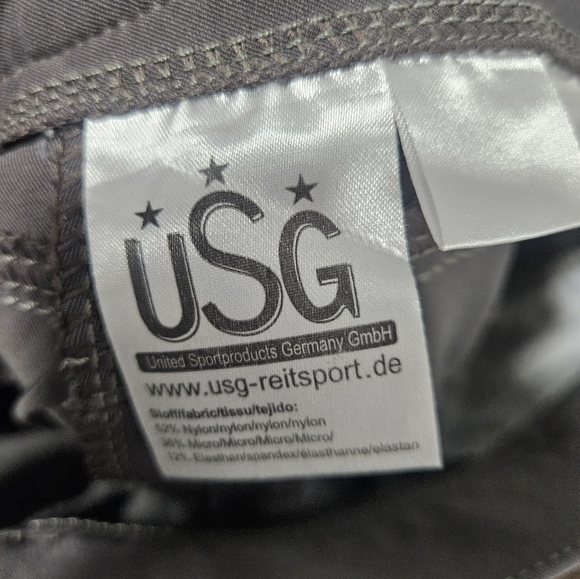 USG
United Sportproducts Germany GmbH
www.usg-reitsport.de
Stoff/fabric/tissu/tejido:
52% Nylon/nylon/nylon/nylon
36% Micro/Micro/Micro/Micro/
12% Elasthan/spandex/élasthanne/elastan